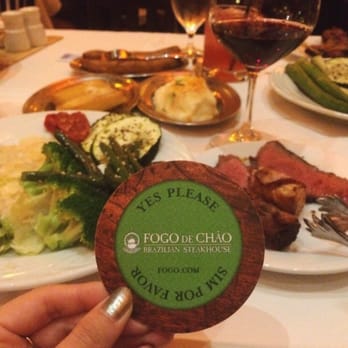 YES PLEASE
FOGO DE CHÃO
BRAZILIAN STEAKHOUSE
FOGO.COM
SIM POR FAVOR